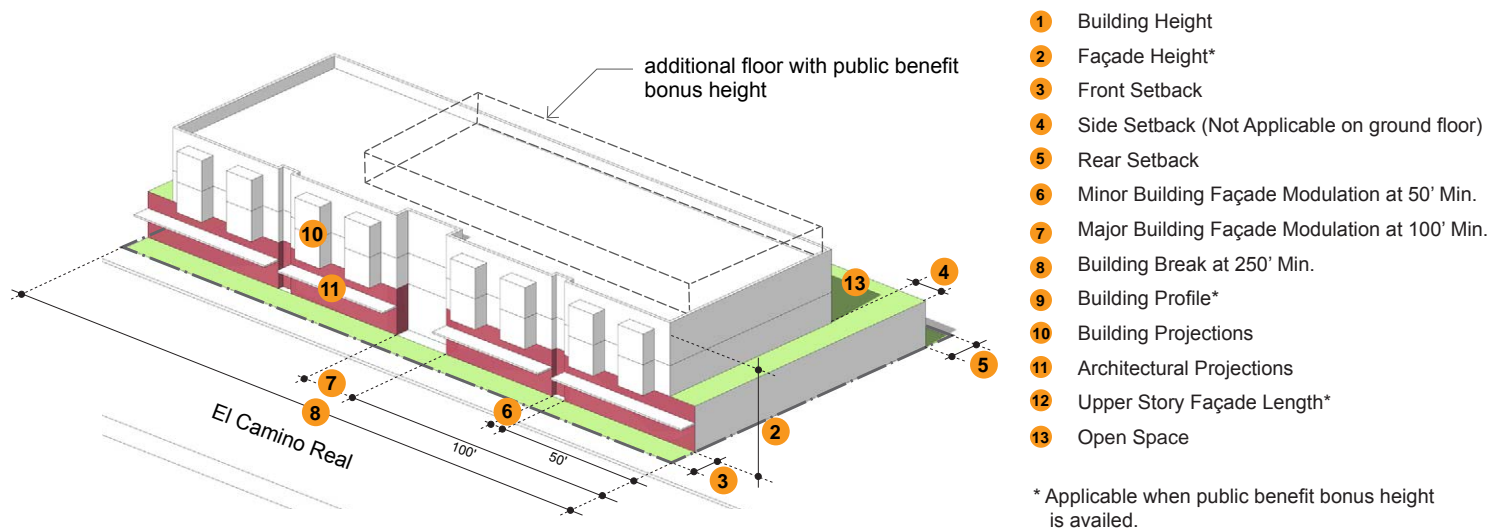 additional floor with public benefit
bonus height
10
11
13
4
5
7
8
6
2
3
El Camino Real
100'
50'
1 Building Height
2 Façade Height*
3 Front Setback
4 Side Setback (Not Applicable on ground floor)
5 Rear Setback
6 Minor Building Façade Modulation at 50’ Min.
7 Major Building Façade Modulation at 100’ Min.
8 Building Break at 250’ Min.
9 Building Profile*
10 Building Projections
11 Architectural Projections
12 Upper Story Façade Length*
13 Open Space
* Applicable when public benefit bonus height
is availed.